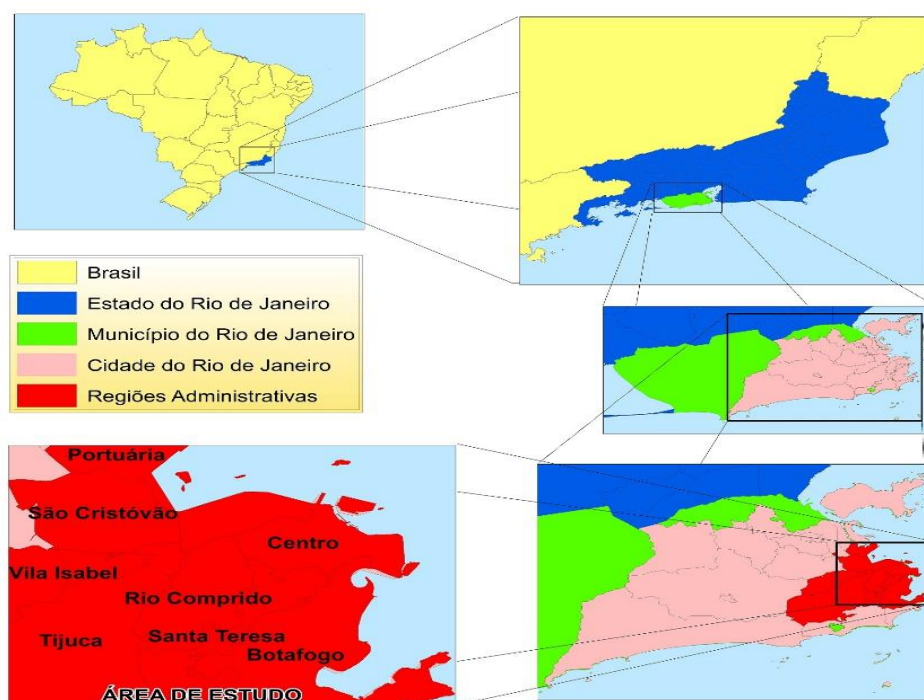 Brasil
Estado do Rio de Janeiro
Município do Rio de Janeiro
Cidade do Rio de Janeiro
Regiões Administrativas
Portuária
São Cristóvão
Centro
Vila Isabel
Rio Comprido
Tijuca
Santa Teresa
Botafogo
ÁREA DE ESTUDO